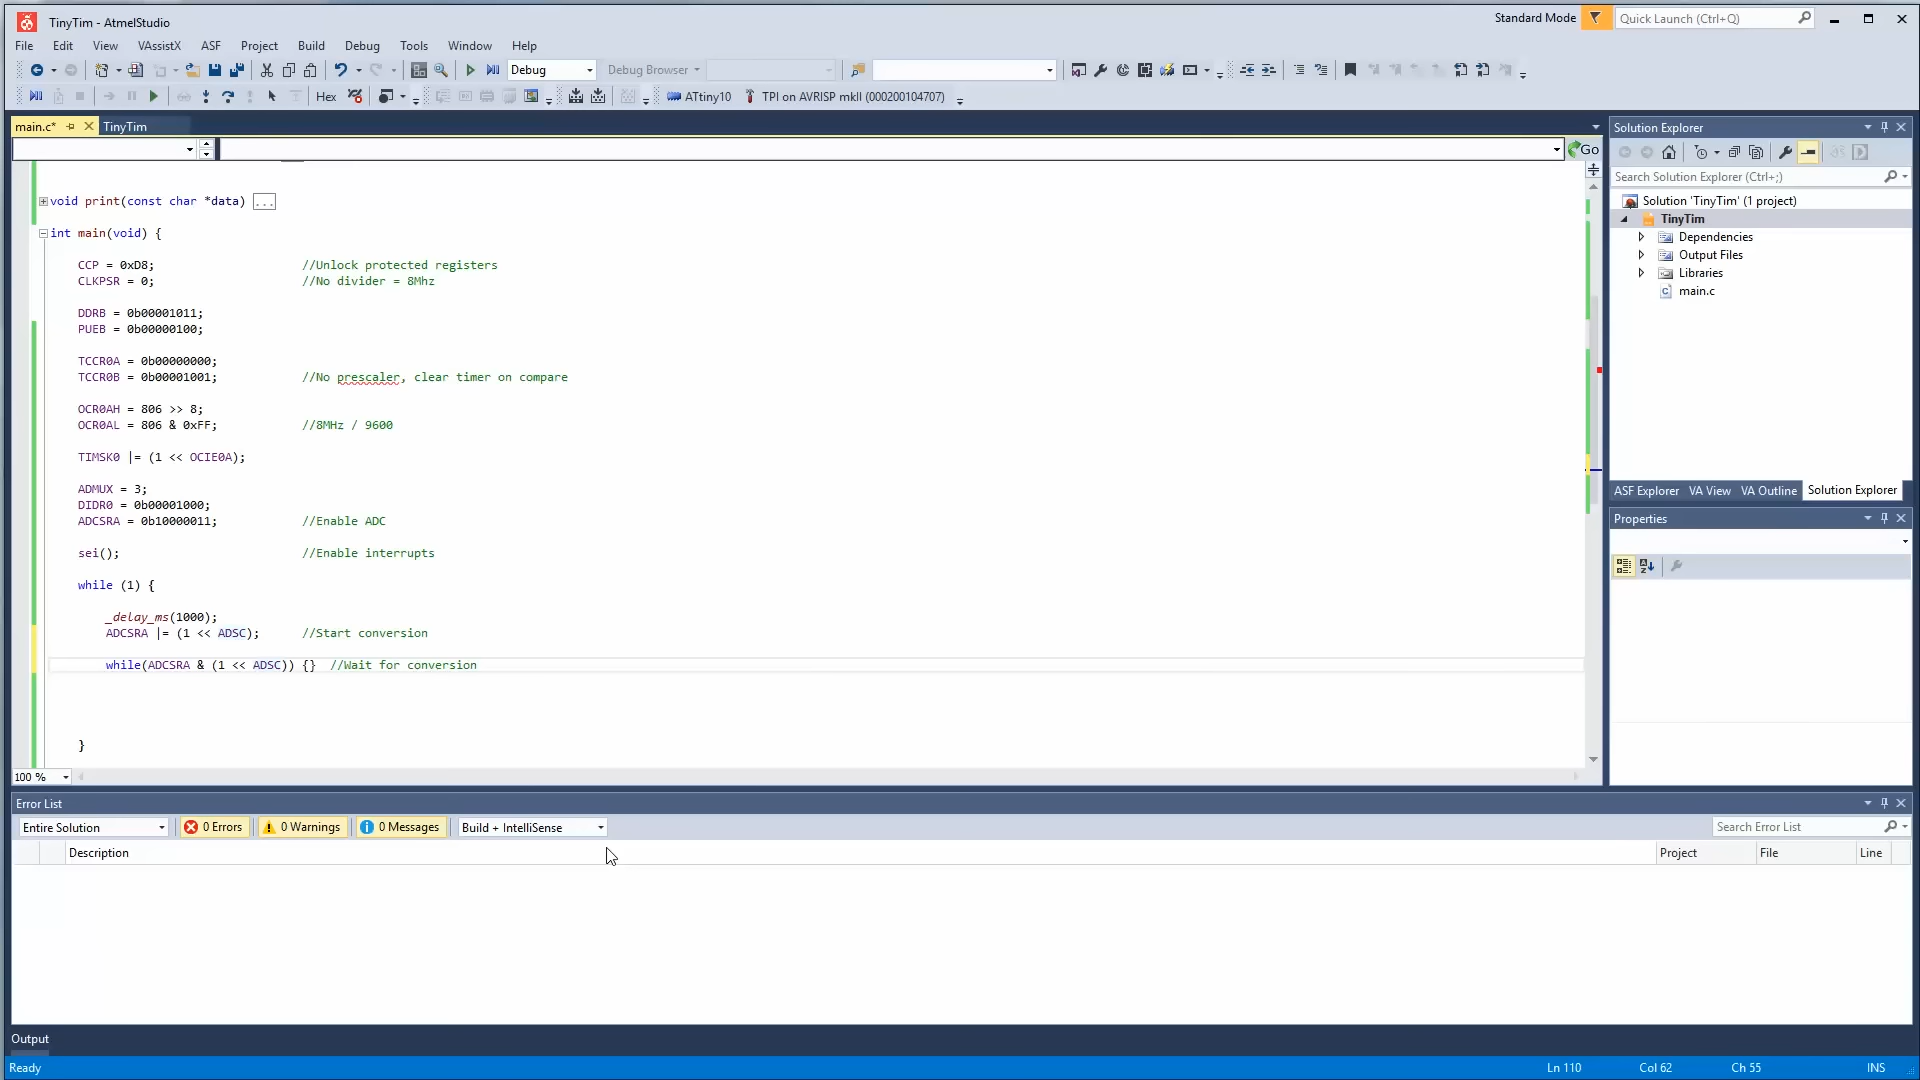 TinyTim - AtmelStudio
Standard Mode
Quick Launch (Ctrl+Q)
File Edit View VAssistX ASF Project Build Debug Tools Window Help
Debug
Debug Browser
Hex
ATtiny10
TPI on AVRISP mkII (000200104707)
main.c*
TinyTim
Go
void print(const char *data) ...
int main(void) {
CCP = 0xD8; //Unlock protected registers
CLKPSR = 0; //No divider = 8Mhz
DDRB = 0b00001011;
PUEB = 0b00000100;
TCCR0A = 0b00000000;
TCCR0B = 0b00001001; //No prescaler, clear timer on compare
OCR0AH = 806 >> 8;
OCR0AL = 806 & 0xFF; //8MHz / 9600
TIMSK0 |= (1 << OCIE0A);
ADMUX = 3;
DIDR0 = 0b00001000;
ADCSRA = 0b10000011; //Enable ADC
sei(); //Enable interrupts
while (1) {
_delay_ms(1000);
ADCSRA |= (1 << ADSC); //Start conversion
while(ADCSRA & (1 << ADSC)) {} //Wait for conversion
}
100 %
Solution Explorer
Search Solution Explorer (Ctrl+;)
Solution 'TinyTim' (1 project)
TinyTim
Dependencies
Output Files
Libraries
main.c
ASF Explorer VA View VA Outline Solution Explorer
Properties
Error List
Entire Solution
0 Errors
0 Warnings
0 Messages
Build + IntelliSense
Search Error List
Description Project File Line
Output
Ready
Ln 110 Col 62 Ch 55 INS